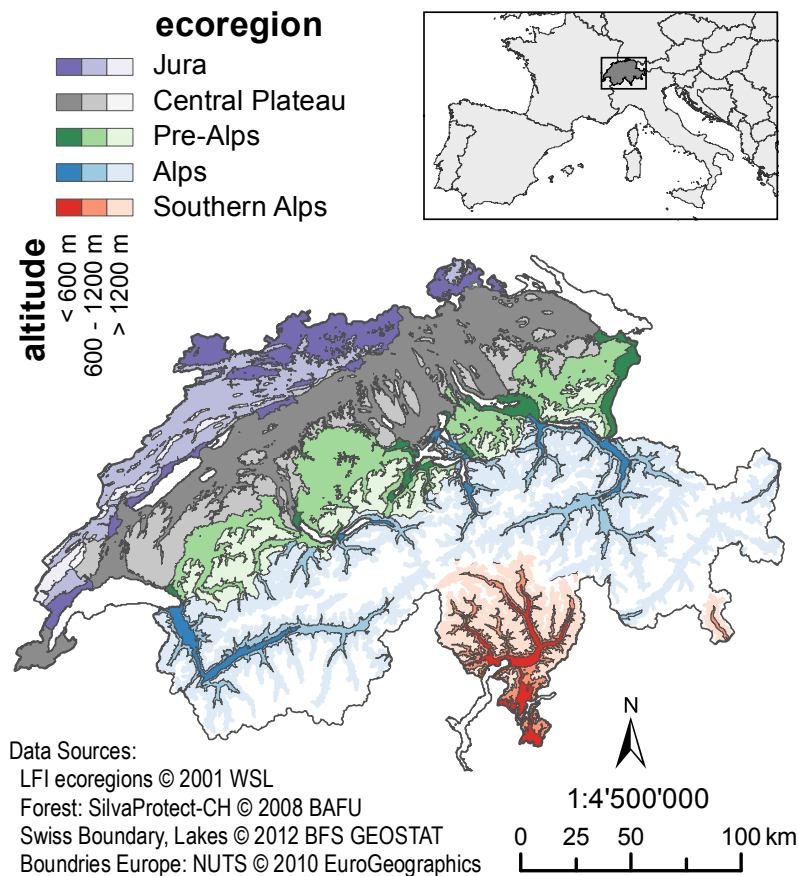 ecoregion
Jura
Central Plateau
Pre-Alps
Alps
Southern Alps
altitude
< 600 m
600 - 1200 m
> 1200 m
N
1:4'500'000
0 25 50 100 km
Data Sources:
LFI ecoregions © 2001 WSL
Forest: SilvaProtect-CH © 2008 BAFU
Swiss Boundary, Lakes © 2012 BFS GEOSTAT
Boundries Europe: NUTS © 2010 EuroGeographics